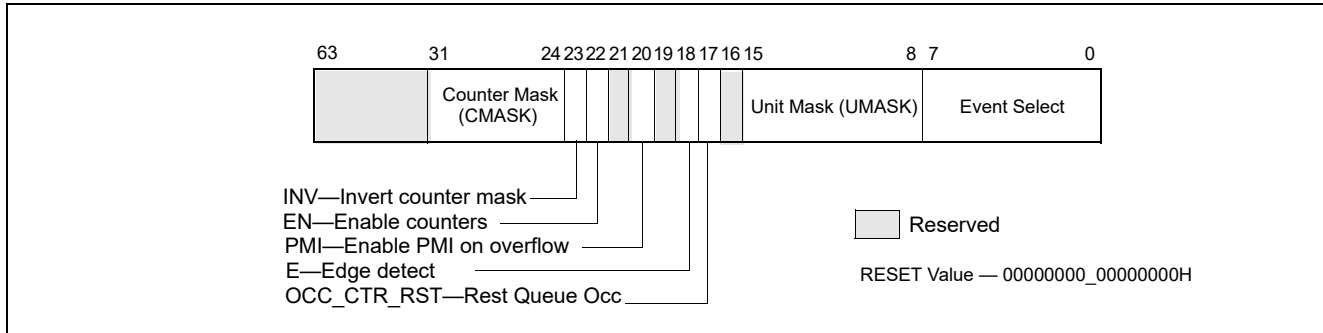 63 31 24 23 22 21 20 19 18 17 16 15 8 7 0
Counter Mask
(CMASK)
Unit Mask (UMASK)
Event Select
INV—Invert counter mask
EN—Enable counters
PMI—Enable PMI on overflow
E—Edge detect
OCC_CTR_RST—Rest Queue Occ
Reserved
RESET Value — 00000000_00000000H